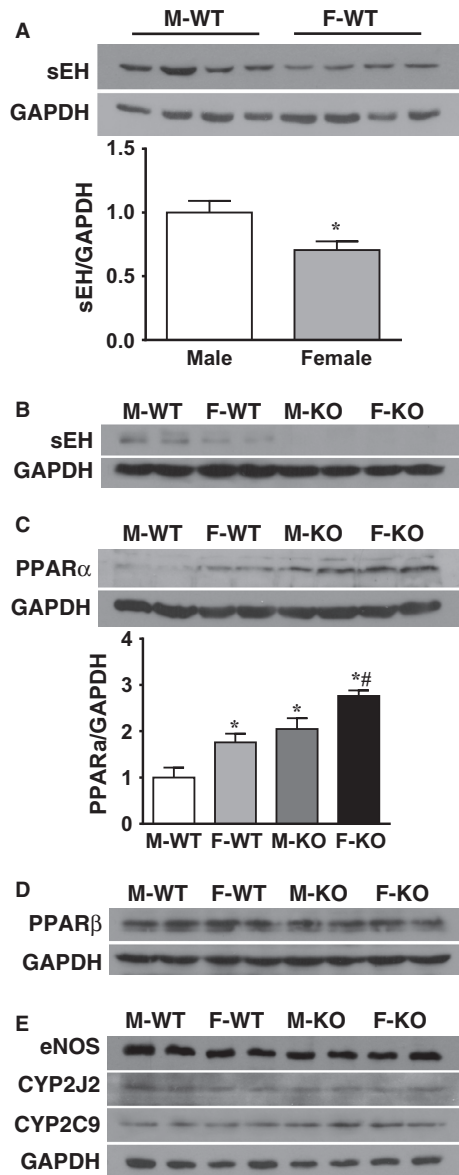 A
M-WT F-WT
sEH
GAPDH
1.5
1.0
0.5
0.0
sEH/GAPDH
*
Male Female
B
M-WT F-WT M-KO F-KO
sEH
GAPDH
C
M-WT F-WT M-KO F-KO
PPARα
GAPDH
4
3
2
1
0
PPARa/GAPDH
* * *#
M-WT F-WT M-KO F-KO
D
M-WT F-WT M-KO F-KO
PPARβ
GAPDH
E
M-WT F-WT M-KO F-KO
eNOS
CYP2J2
CYP2C9
GAPDH